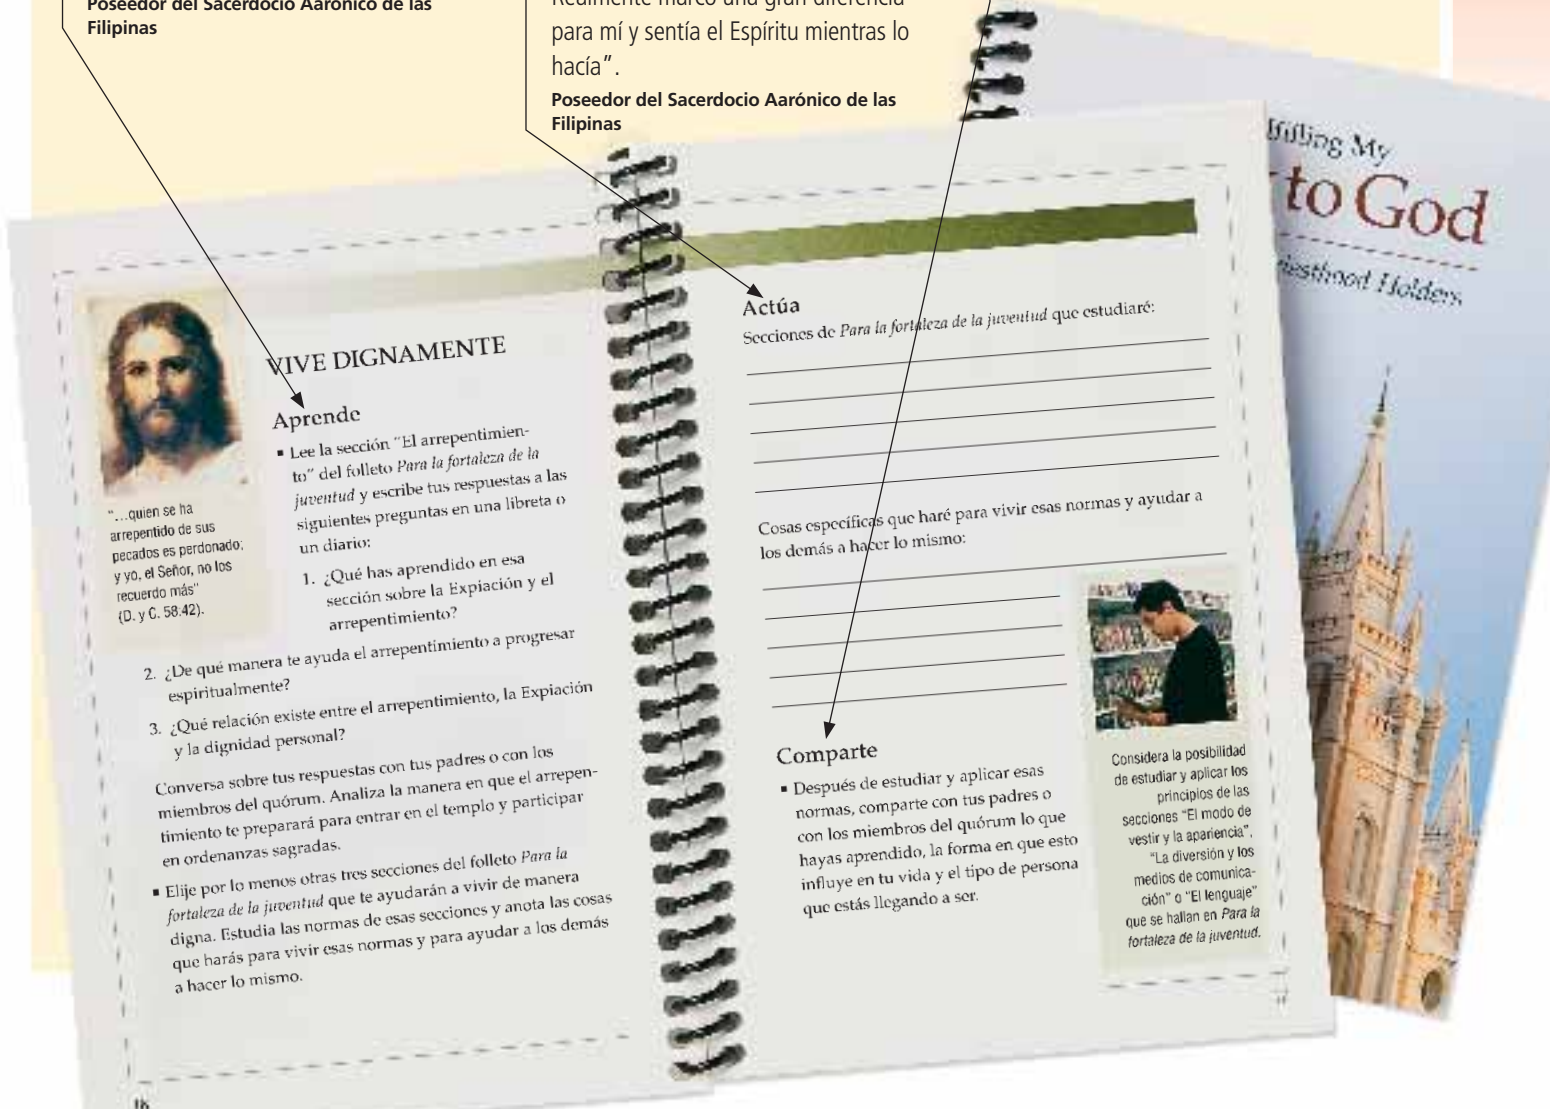 Poseedor del Sacerdocio Aarónico de las
Filipinas
Realmente marcó una gran diferencia
para mí y sentía el Espíritu mientras lo
hacía".
Poseedor del Sacerdocio Aarónico de las
Filipinas
VIVE DIGNAMENTE
Aprende
▪ Lee la sección "El arrepentimien-
to" del folleto Para la fortaleza de la
juventud y escribe tus respuestas a las
siguientes preguntas en una libreta o
un diario:
1. ¿Qué has aprendido en esa
sección sobre la Expiación y el
arrepentimiento?
"…quien se ha
arrepentido de sus
pecados es perdonado;
y yo, el Señor, no los
recuerdo más"
(D. y C. 58:42).
2. ¿De qué manera te ayuda el arrepentimiento a progresar
espiritualmente?
3. ¿Qué relación existe entre el arrepentimiento, la Expiación
y la dignidad personal?
Conversa sobre tus respuestas con tus padres o con los
miembros del quórum. Analiza la manera en que el arrepen-
timiento te preparará para entrar en el templo y participar
en ordenanzas sagradas.
▪ Elije por lo menos otras tres secciones del folleto Para la
fortaleza de la juventud que te ayudarán a vivir de manera
digna. Estudia las normas de esas secciones y anota las cosas
que harás para vivir esas normas y para ayudar a los demás
a hacer lo mismo.
16
Actúa
Secciones de Para la fortaleza de la juventud que estudiaré:
Cosas específicas que haré para vivir esas normas y ayudar a
los demás a hacer lo mismo:
Comparte
▪ Después de estudiar y aplicar esas
normas, comparte con tus padres o
con los miembros del quórum lo que
hayas aprendido, la forma en que esto
influye en tu vida y el tipo de persona
que estás llegando a ser.
Considera la posibilidad
de estudiar y aplicar los
principios de las
secciones "El modo de
vestir y la apariencia",
"La diversión y los
medios de comunica-
ción" o "El lenguaje"
que se hallan en Para la
fortaleza de la juventud.
My
to God
Holders